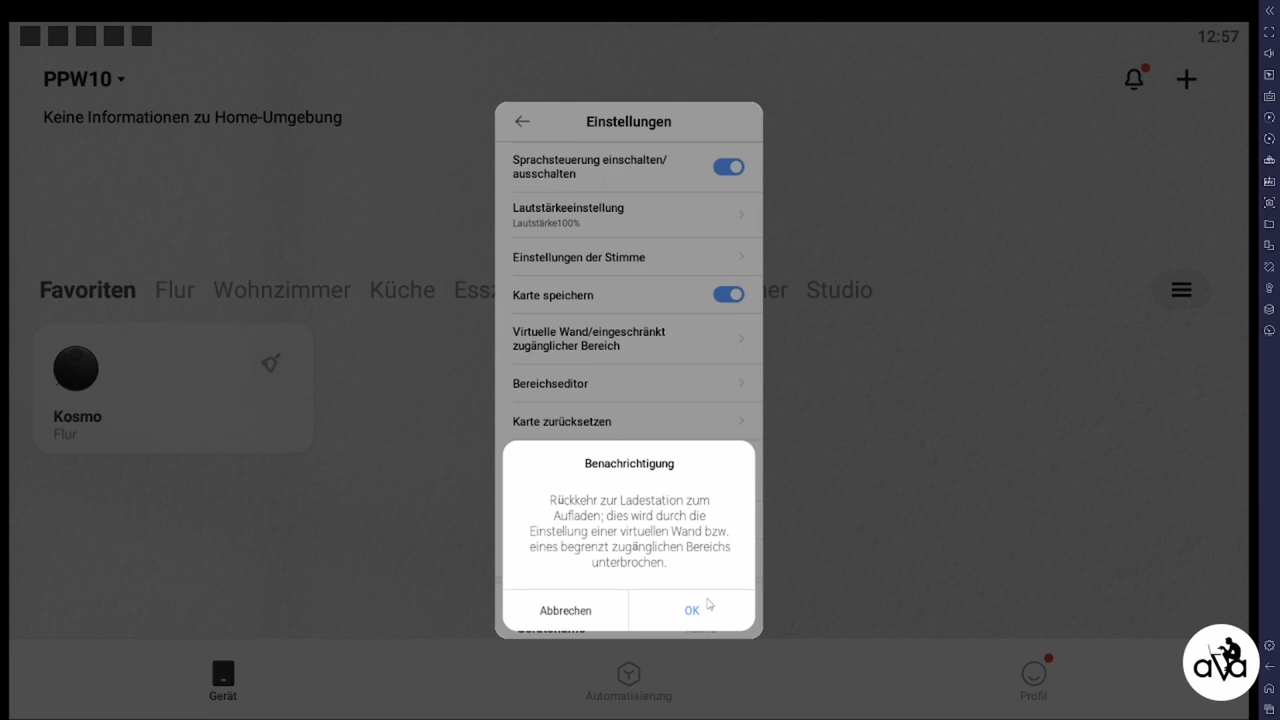 12:57
PPW10
Keine Informationen zu Home-Umgebung
Einstellungen
Sprachsteuerung einschalten/
ausschalten
Lautstärkeeinstellung
Lautstärke100%
Einstellungen der Stimme
Favoriten Flur Wohnzimmer Küche Essz er Studio
Karte speichern
Virtuelle Wand/eingeschränkt
zugänglicher Bereich
Bereichseditor
Kosmo
Flur
Karte zurücksetzen
Benachrichtigung
Rückkehr zur Ladestation zum
Aufladen; dies wird durch die
Einstellung einer virtuellen Wand bzw.
eines begrenzt zugänglichen Bereichs
unterbrochen.
Abbrechen
OK
Gerät
Automatisierung
Profil
ava